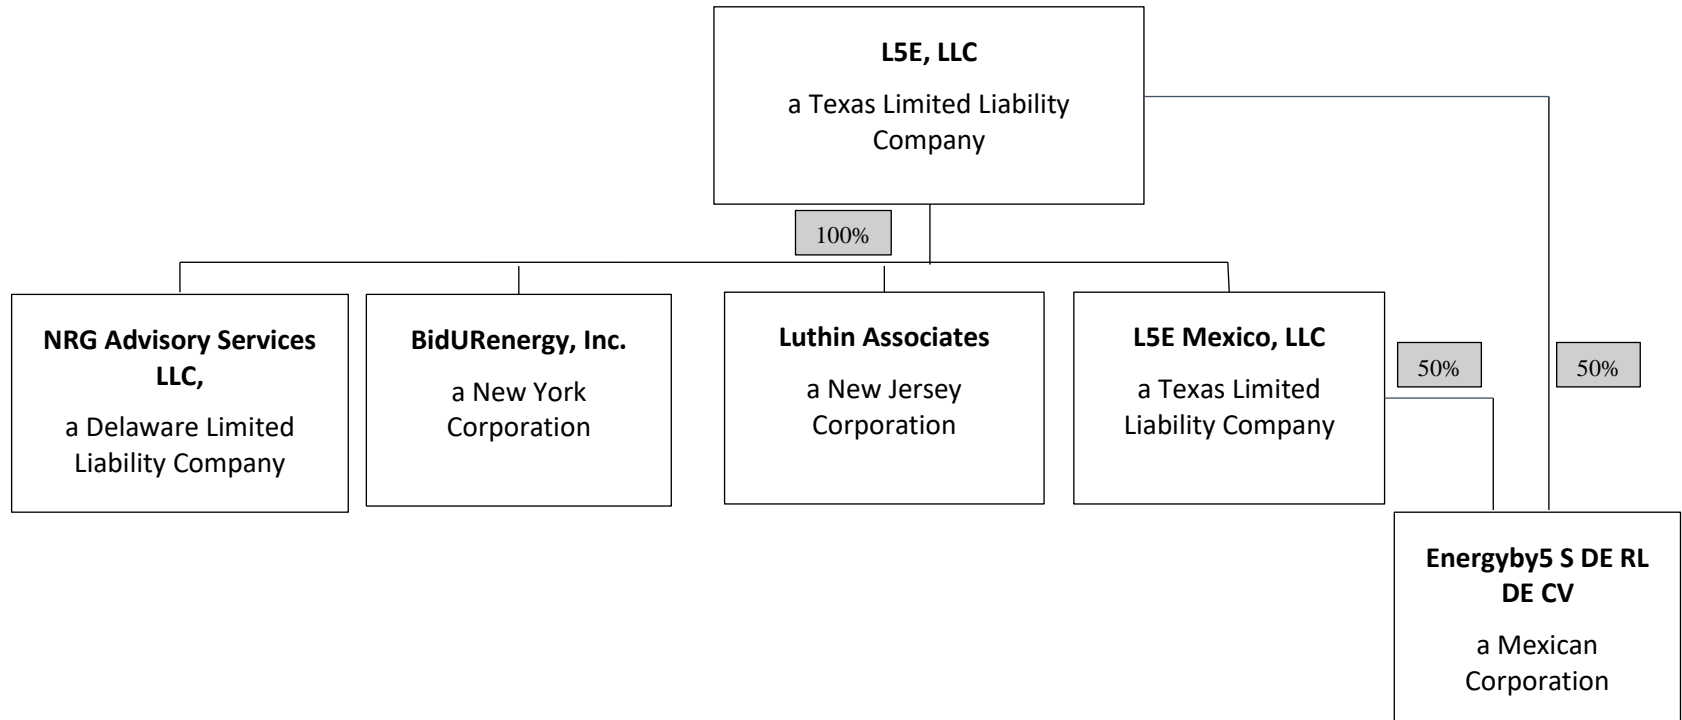 L5E, LLC
a Texas Limited Liability
Company
100%
NRG Advisory Services
LLC,
a Delaware Limited
Liability Company
BidURenergy, Inc.
a New York
Corporation
Luthin Associates
a New Jersey
Corporation
L5E Mexico, LLC
a Texas Limited
Liability Company
50%
50%
Energyby5 S DE RL
DE CV
a Mexican
Corporation